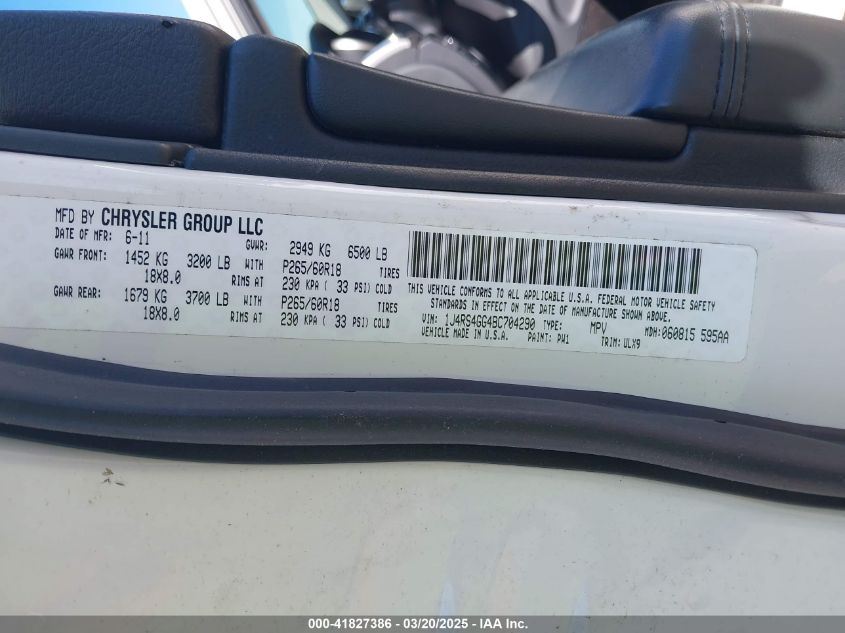 MFD BY CHRYSLER GROUP LLC
DATE OF MFR: 6-11 GVWR: 2949 KG 6500 LB
GAWR FRONT: 1452 KG 3200 LB WITH P265/60R18 TIRES
18X8.0 RIMS AT 230 KPA ( 33 PSI) COLD
GAWR REAR: 1679 KG 3700 LB WITH P265/60R18 TIRES
18X8.0 RIMS AT 230 KPA ( 33 PSI) COLD
THIS VEHICLE CONFORMS TO ALL APPLICABLE U.S.A. FEDERAL MOTOR VEHICLE SAFETY
STANDARDS IN EFFECT ON THE DATE OF MANUFACTURE SHOWN ABOVE.
VIN: 1J4RS4GG4BC704290 TYPE: MPV MDH: 060815 595AA
VEHICLE MADE IN U.S.A. PAINT: PW1 TRIM: ULX9
000-41827386 - 03/20/2025 - IAA Inc.